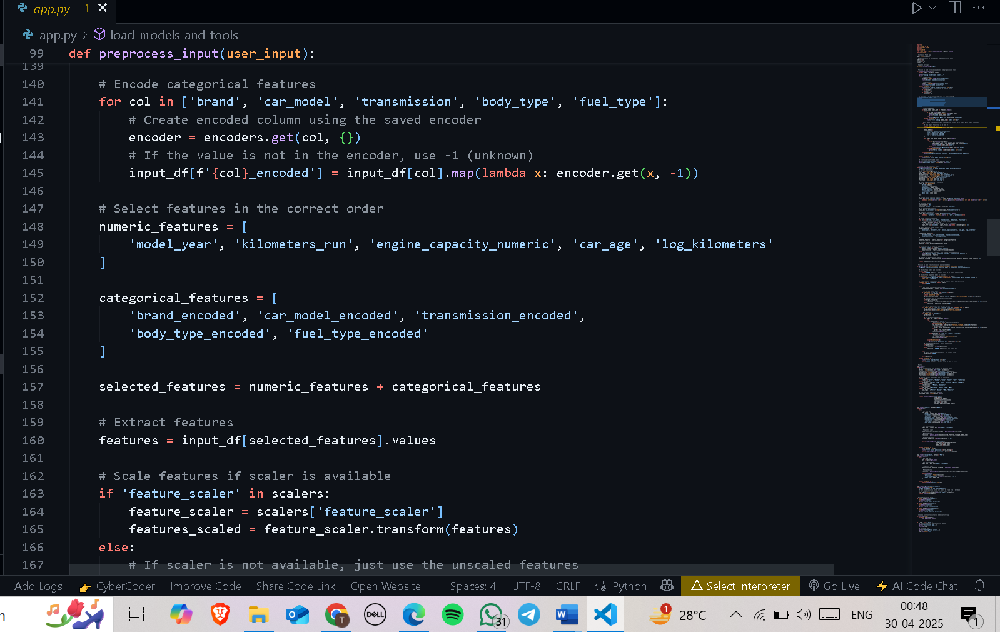 app.py 1
app.py > load_models_and_tools
99 def preprocess_input(user_input):
139
140 # Encode categorical features
141 for col in ['brand', 'car_model', 'transmission', 'body_type', 'fuel_type']:
142 # Create encoded column using the saved encoder
143 encoder = encoders.get(col, {})
144 # If the value is not in the encoder, use -1 (unknown)
145 input_df[f'{col}_encoded'] = input_df[col].map(lambda x: encoder.get(x, -1))
146
147 # Select features in the correct order
148 numeric_features = [
149 'model_year', 'kilometers_run', 'engine_capacity_numeric', 'car_age', 'log_kilometers'
150 ]
151
152 categorical_features = [
153 'brand_encoded', 'car_model_encoded', 'transmission_encoded',
154 'body_type_encoded', 'fuel_type_encoded'
155 ]
156
157 selected_features = numeric_features + categorical_features
158
159 # Extract features
160 features = input_df[selected_features].values
161
162 # Scale features if scaler is available
163 if 'feature_scaler' in scalers:
164 feature_scaler = scalers['feature_scaler']
165 features_scaled = feature_scaler.transform(features)
166 else:
167 # If scaler is not available, just use the unscaled features
Add Logs CyberCoder Improve Code Share Code Link Open Website Spaces: 4 UTF-8 CRLF Python Select Interpreter Go Live AI Code Chat
DELL 31 1 28°C ENG 00:48
30-04-2025 1